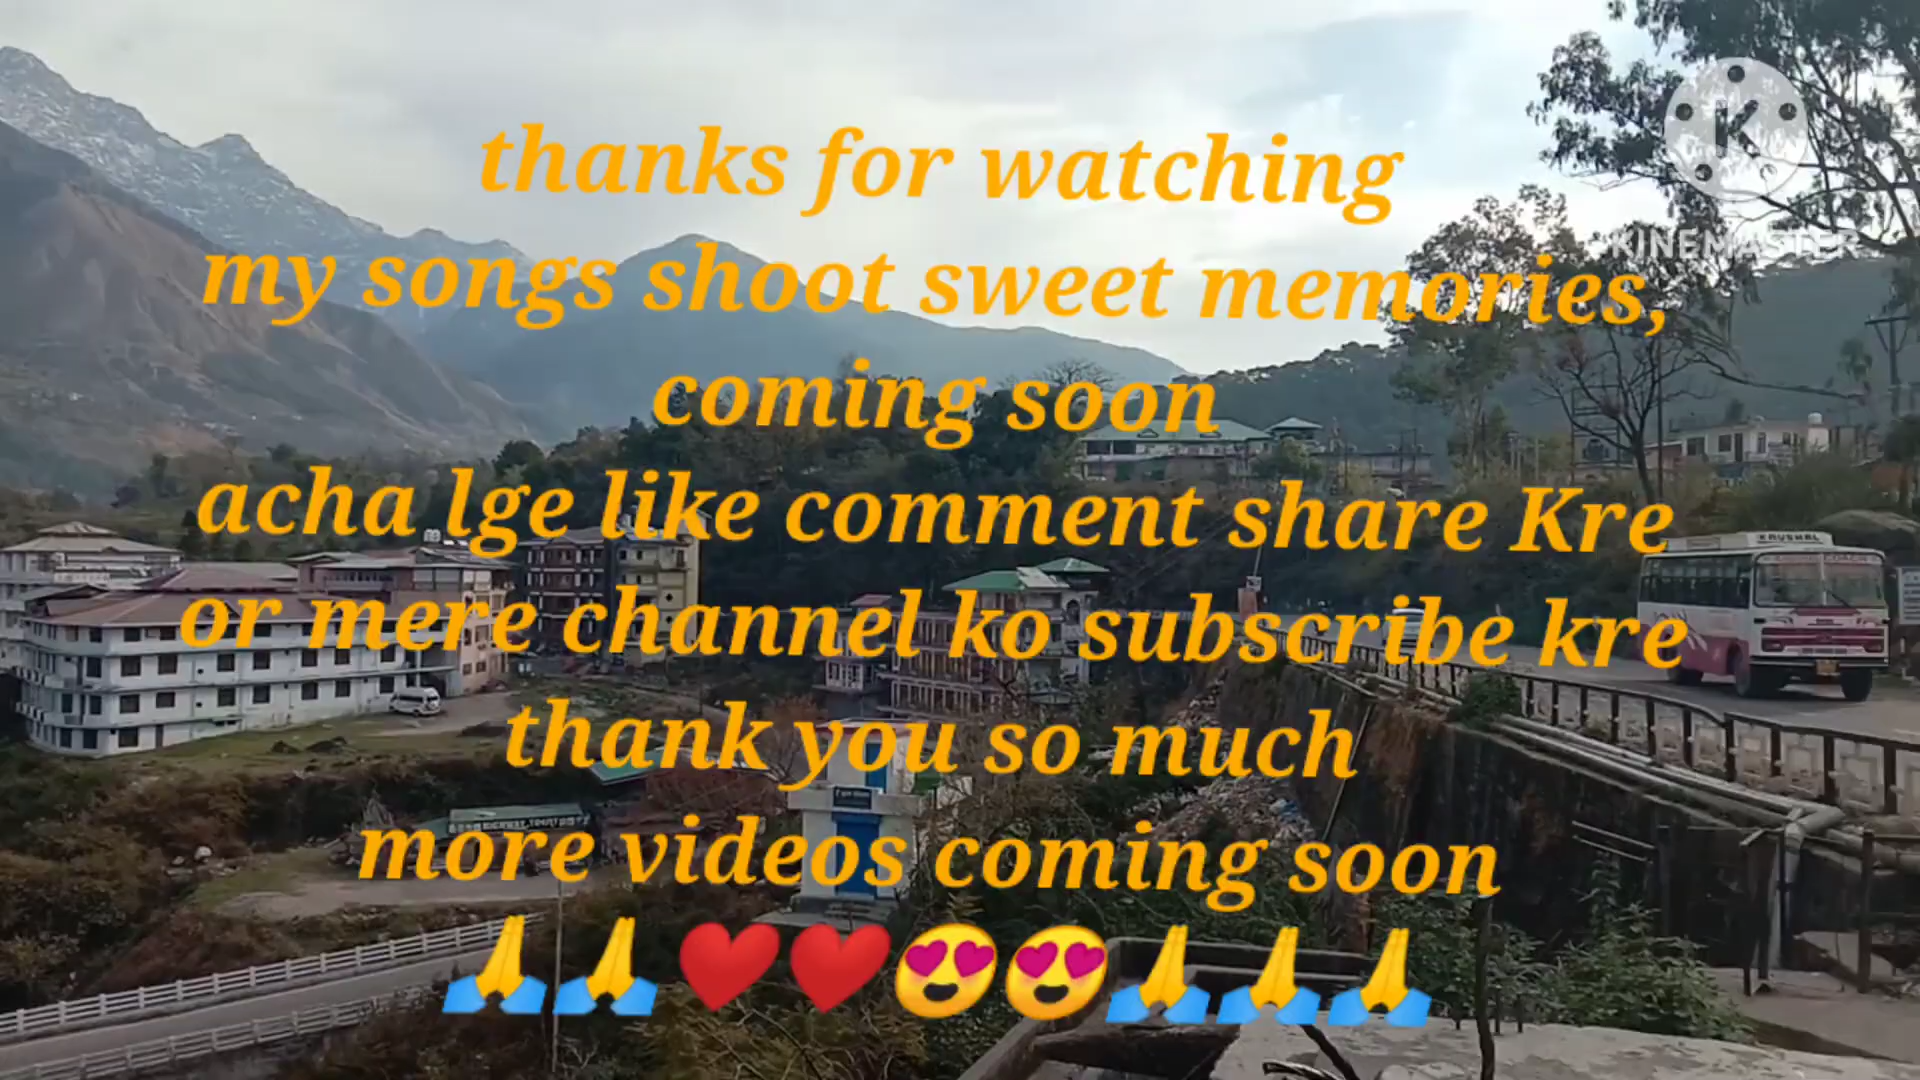 thanks for watching
my songs shoot sweet memories,
coming soon
acha lge like comment share Kre
or mere channel ko subscribe kre
thank you so much
more videos coming soon
🙏🙏❤️❤️😍😍🙏🙏🙏
K
KINEMASTER
KAUSHAL